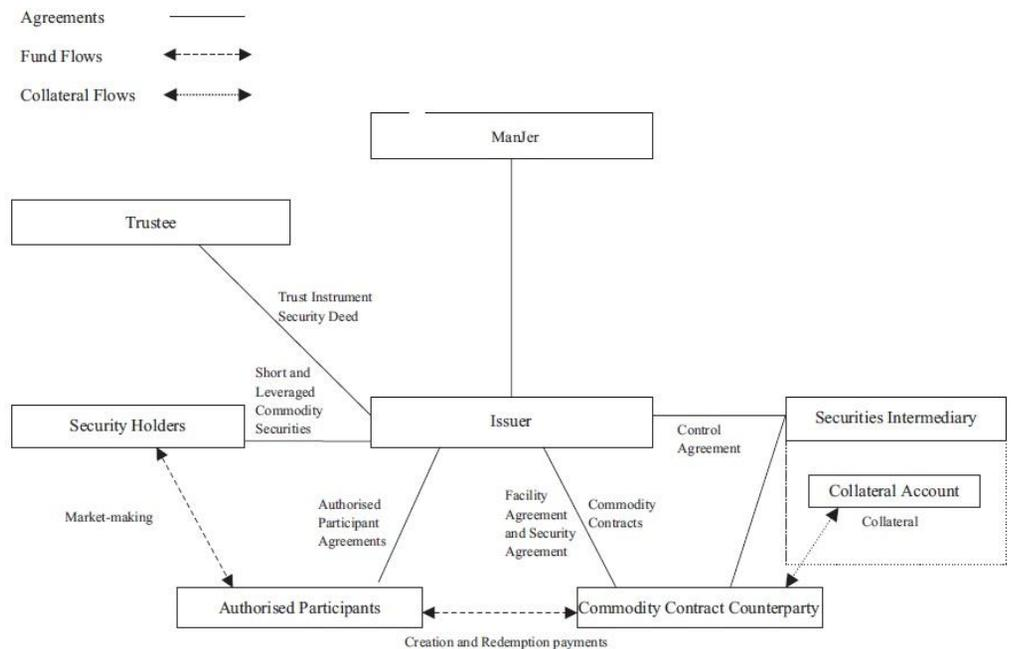 Agreements
Fund Flows
Collateral Flows
ManJer
Trustee
Trust Instrument
Security Deed
Short and
Leveraged
Commodity
Securities
Security Holders
Issuer
Control
Agreement
Securities Intermediary
Collateral Account
Collateral
Market-making
Authorised
Participant
Agreements
Facility
Agreement
and Security
Agreement
Commodity
Contracts
Authorised Participants
Commodity Contract Counterparty
Creation and Redemption payments